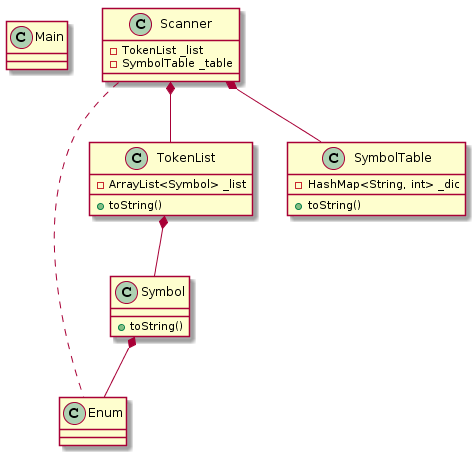 C Main
C Scanner
TokenList _list
SymbolTable _table
C TokenList
ArrayList<Symbol> _list
toString()
C SymbolTable
HashMap<String, int> _dic
toString()
C Symbol
toString()
C Enum